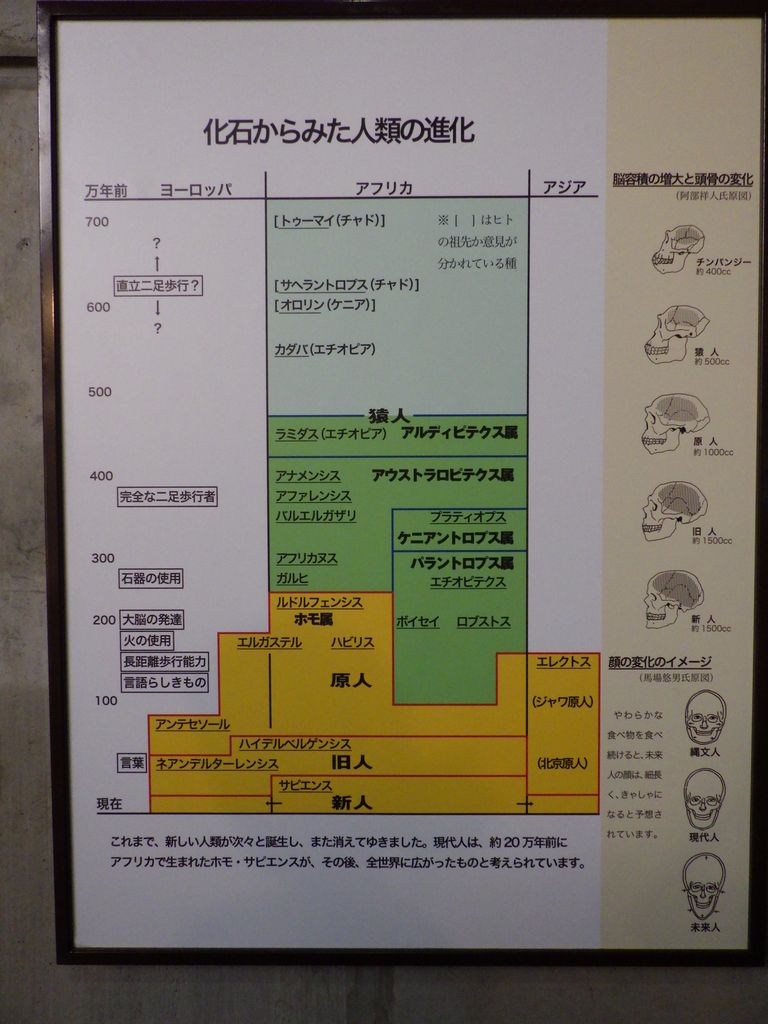 化石からみた人類の進化
万年前 ヨーロッパ アフリカ アジア
700 [トゥーマイ(チャド)] ※ [ ] はヒト
? の祖先か意見が
分かれている種
直立二足歩行? [サヘラントロプス(チャド)]
600 [オロリン(ケニア)]
?
カダバ(エチオピア)
500
猿人
ラミダス(エチオピア) アルディピテクス属
400 アナメンシス アウストラロピテクス属
完全な二足歩行者 アファレンシス
バルエルガザリ プラティオプス
ケニアントロプス属
300 アフリカヌス パラントロプス属
石器の使用 ガルヒ エチオピテクス
ルドルフェンシス
200 大脳の発達 ホモ属 ボイセイ ロブストス
火の使用 エルガステル ハビリス
長距離歩行能力 エレクトス
言語らしきもの 原人
100 (ジャワ原人)
アンテセソール
ハイデルベルゲンシス
言葉 ネアンデルターレンシス 旧人 (北京原人)
サピエンス
現在 新人
これまで、新しい人類が次々と誕生し、また消えてゆきました。現代人は、約20万年前に
アフリカで生まれたホモ・サピエンスが、その後、全世界に広がったものと考えられています。
脳容積の増大と頭骨の変化
(阿部祥人氏原図)
チンパンジー
約400cc
猿人
約500cc
原人
約1000cc
旧人
約1500cc
新人
約1500cc
顔の変化のイメージ
(馬場悠男氏原図)
やわらかな
食べ物を食べ
続けると、未来
人の顔は、細長
く、きゃしゃに
なると予想さ
れています。
縄文人
現代人
未来人